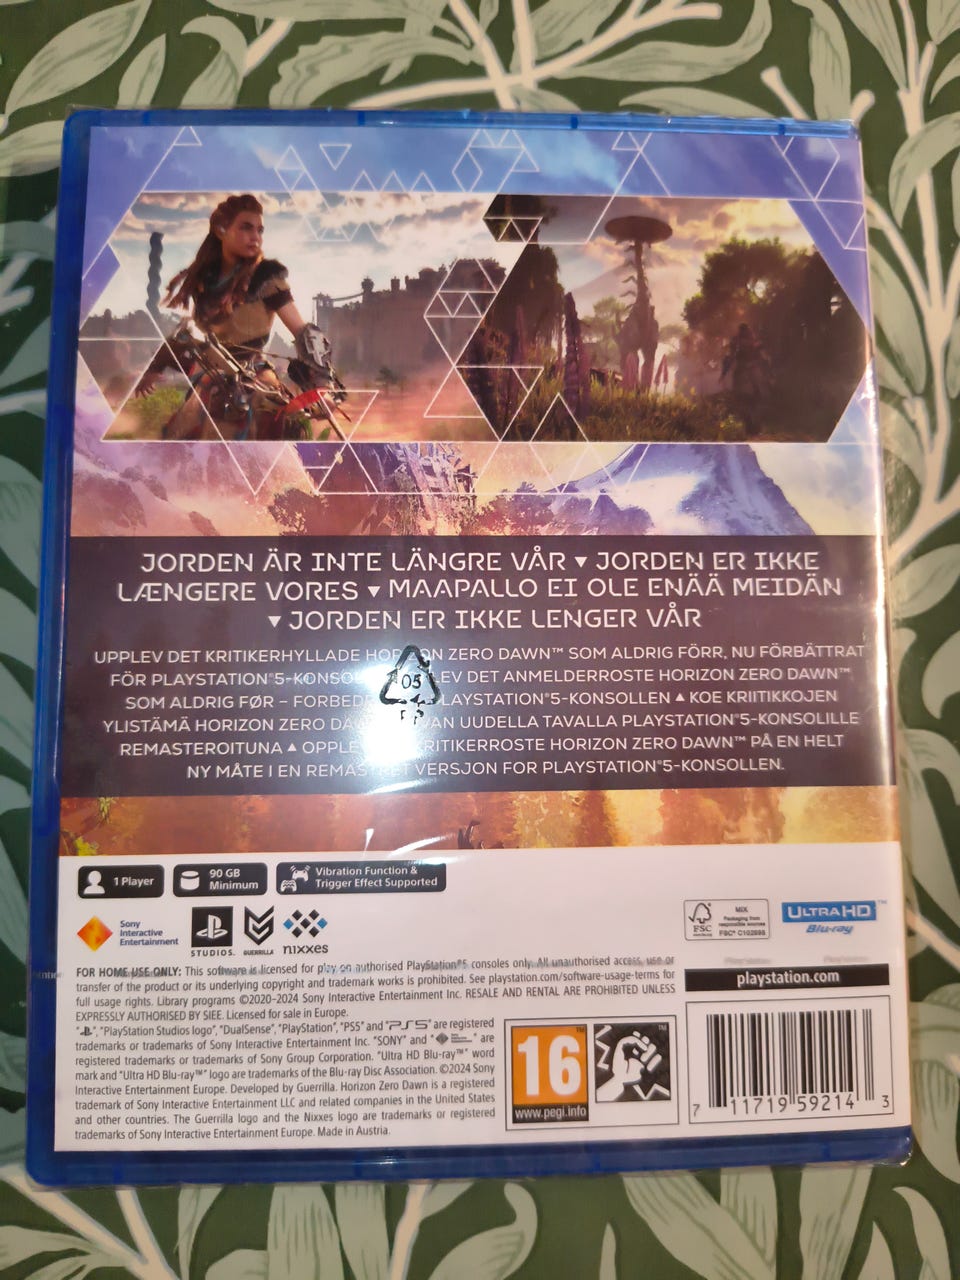 JORDEN ÄR INTE LÄNGRE VÅR ▼ JORDEN ER IKKE
LÆNGERE VORES ▼ MAAPALLO EI OLE ENÄÄ MEIDÄN
▼ JORDEN ER IKKE LENGER VÅR
UPPLEV DET KRITIKERHYLLADE HORIZON ZERO DAWN™ SOM ALDRIG FÖRR, NU FÖRBÄTTRAT
FÖR PLAYSTATION®5-KONSOL LEV DET ANMELDERROSTE HORIZON ZERO DAWN™
SOM ALDRIG FØR – FORBED PLAYSTATION®5-KONSOLLEN ▲ KOE KRIITIKKOJEN
YLISTÄMÄ HORIZON ZERO DA VAN UUDELLA TAVALLA PLAYSTATION®5-KONSOLILLE
REMASTEROITUNA ▲ OPPLE KRITIKERROSTE HORIZON ZERO DAWN™ PÅ EN HELT
NY MÅTE I EN REMASTRET VERSJON FOR PLAYSTATION®5-KONSOLLEN.
05
PP
1 Player
90 GB
Minimum
Vibration Function &
Trigger Effect Supported
Sony
Interactive
Entertainment
STUDIOS.
GUERRILLA
nixxes
FSC
MIX
Packaging from
responsible sources
FSC® C102695
ULTRA HD™
Blu-ray
playstation.com
FOR HOME USE ONLY: This software is licensed for play on authorised PlayStation®5 consoles only. All unauthorised access, use or
transfer of the product or its underlying copyright and trademark works is prohibited. See playstation.com/software-usage-terms for
full usage rights. Library programs ©2020–2024 Sony Interactive Entertainment Inc. RESALE AND RENTAL ARE PROHIBITED UNLESS
EXPRESSLY AUTHORISED BY SIEE. Licensed for sale in Europe.
" ", "PlayStation Studios logo", "DualSense", "PlayStation", "PS5" and "PS5" are registered
trademarks or trademarks of Sony Interactive Entertainment Inc. "SONY" and " " are
registered trademarks or trademarks of Sony Group Corporation. "Ultra HD Blu-ray™" word
mark and "Ultra HD Blu-ray™" logo are trademarks of the Blu-ray Disc Association. ©2024 Sony
Interactive Entertainment Europe. Developed by Guerrilla. Horizon Zero Dawn is a registered
trademark of Sony Interactive Entertainment LLC and related companies in the United States
and other countries. The Guerrilla logo and the Nixxes logo are trademarks or registered
trademarks of Sony Interactive Entertainment Europe. Made in Austria.
16
www.pegi.info
7 11719 59214 3